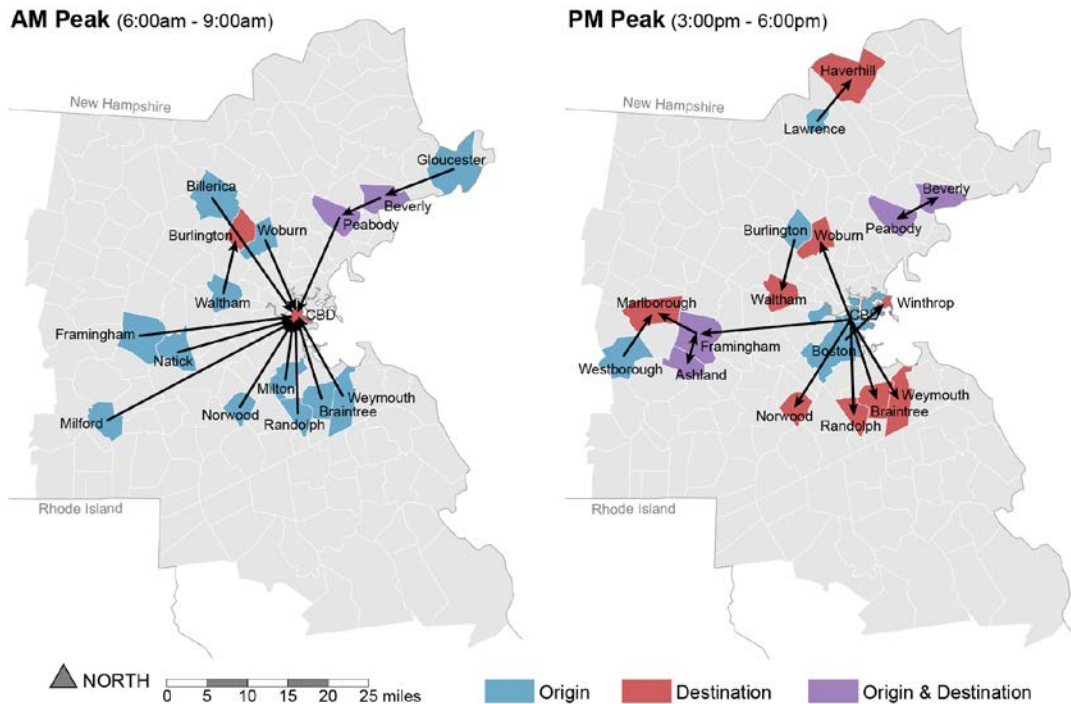 AM Peak (6:00am - 9:00am)
New Hampshire
Gloucester
Billerica
Beverly
Peabody
Burlington
Woburn
Waltham
CBD
Framingham
Natick
Milton
Weymouth
Norwood
Braintree
Milford
Randolph
Rhode Island
PM Peak (3:00pm - 6:00pm)
Haverhill
New Hampshire
Lawrence
Beverly
Peabody
Burlington
Woburn
Waltham
Marlborough
Winthrop
CBD
Framingham
Boston
Westborough
Ashland
Weymouth
Norwood
Braintree
Randolph
Rhode Island
NORTH
0 5 10 15 20 25 miles
Origin
Destination
Origin & Destination